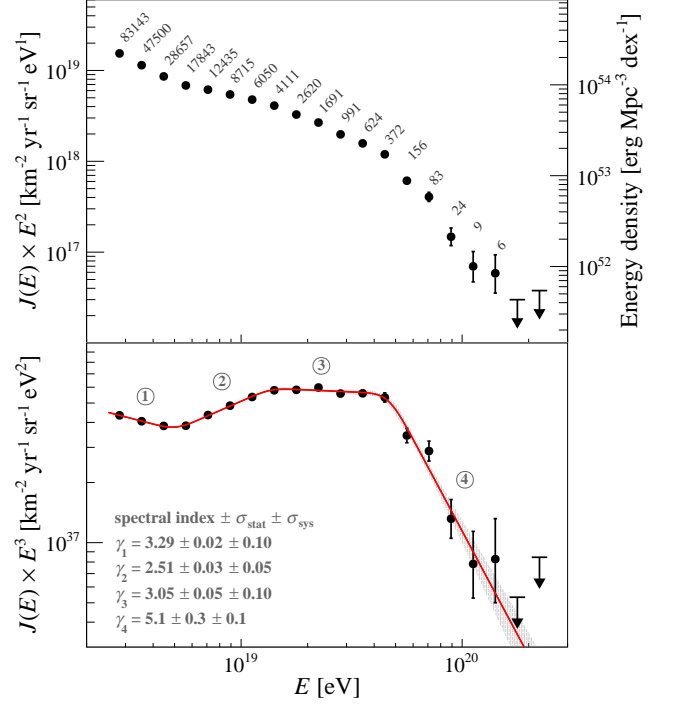 83143
47500
28657
17843
12435
8715
6050
4111
2620
1691
991
624
372
156
83
24
9
6
10^19
10^18
10^17
J(E) × E^2 [km^-2 yr^-1 sr^-1 eV^1]
10^54
10^53
10^52
Energy density [erg Mpc^-3 dex^-1]
① ② ③ ④
10^37
J(E) × E^3 [km^-2 yr^-1 sr^-1 eV^2]
spectral index ± σ_stat ± σ_sys
γ_1 = 3.29 ± 0.02 ± 0.10
γ_2 = 2.51 ± 0.03 ± 0.05
γ_3 = 3.05 ± 0.05 ± 0.10
γ_4 = 5.1 ± 0.3 ± 0.1
10^19 10^20
E [eV]